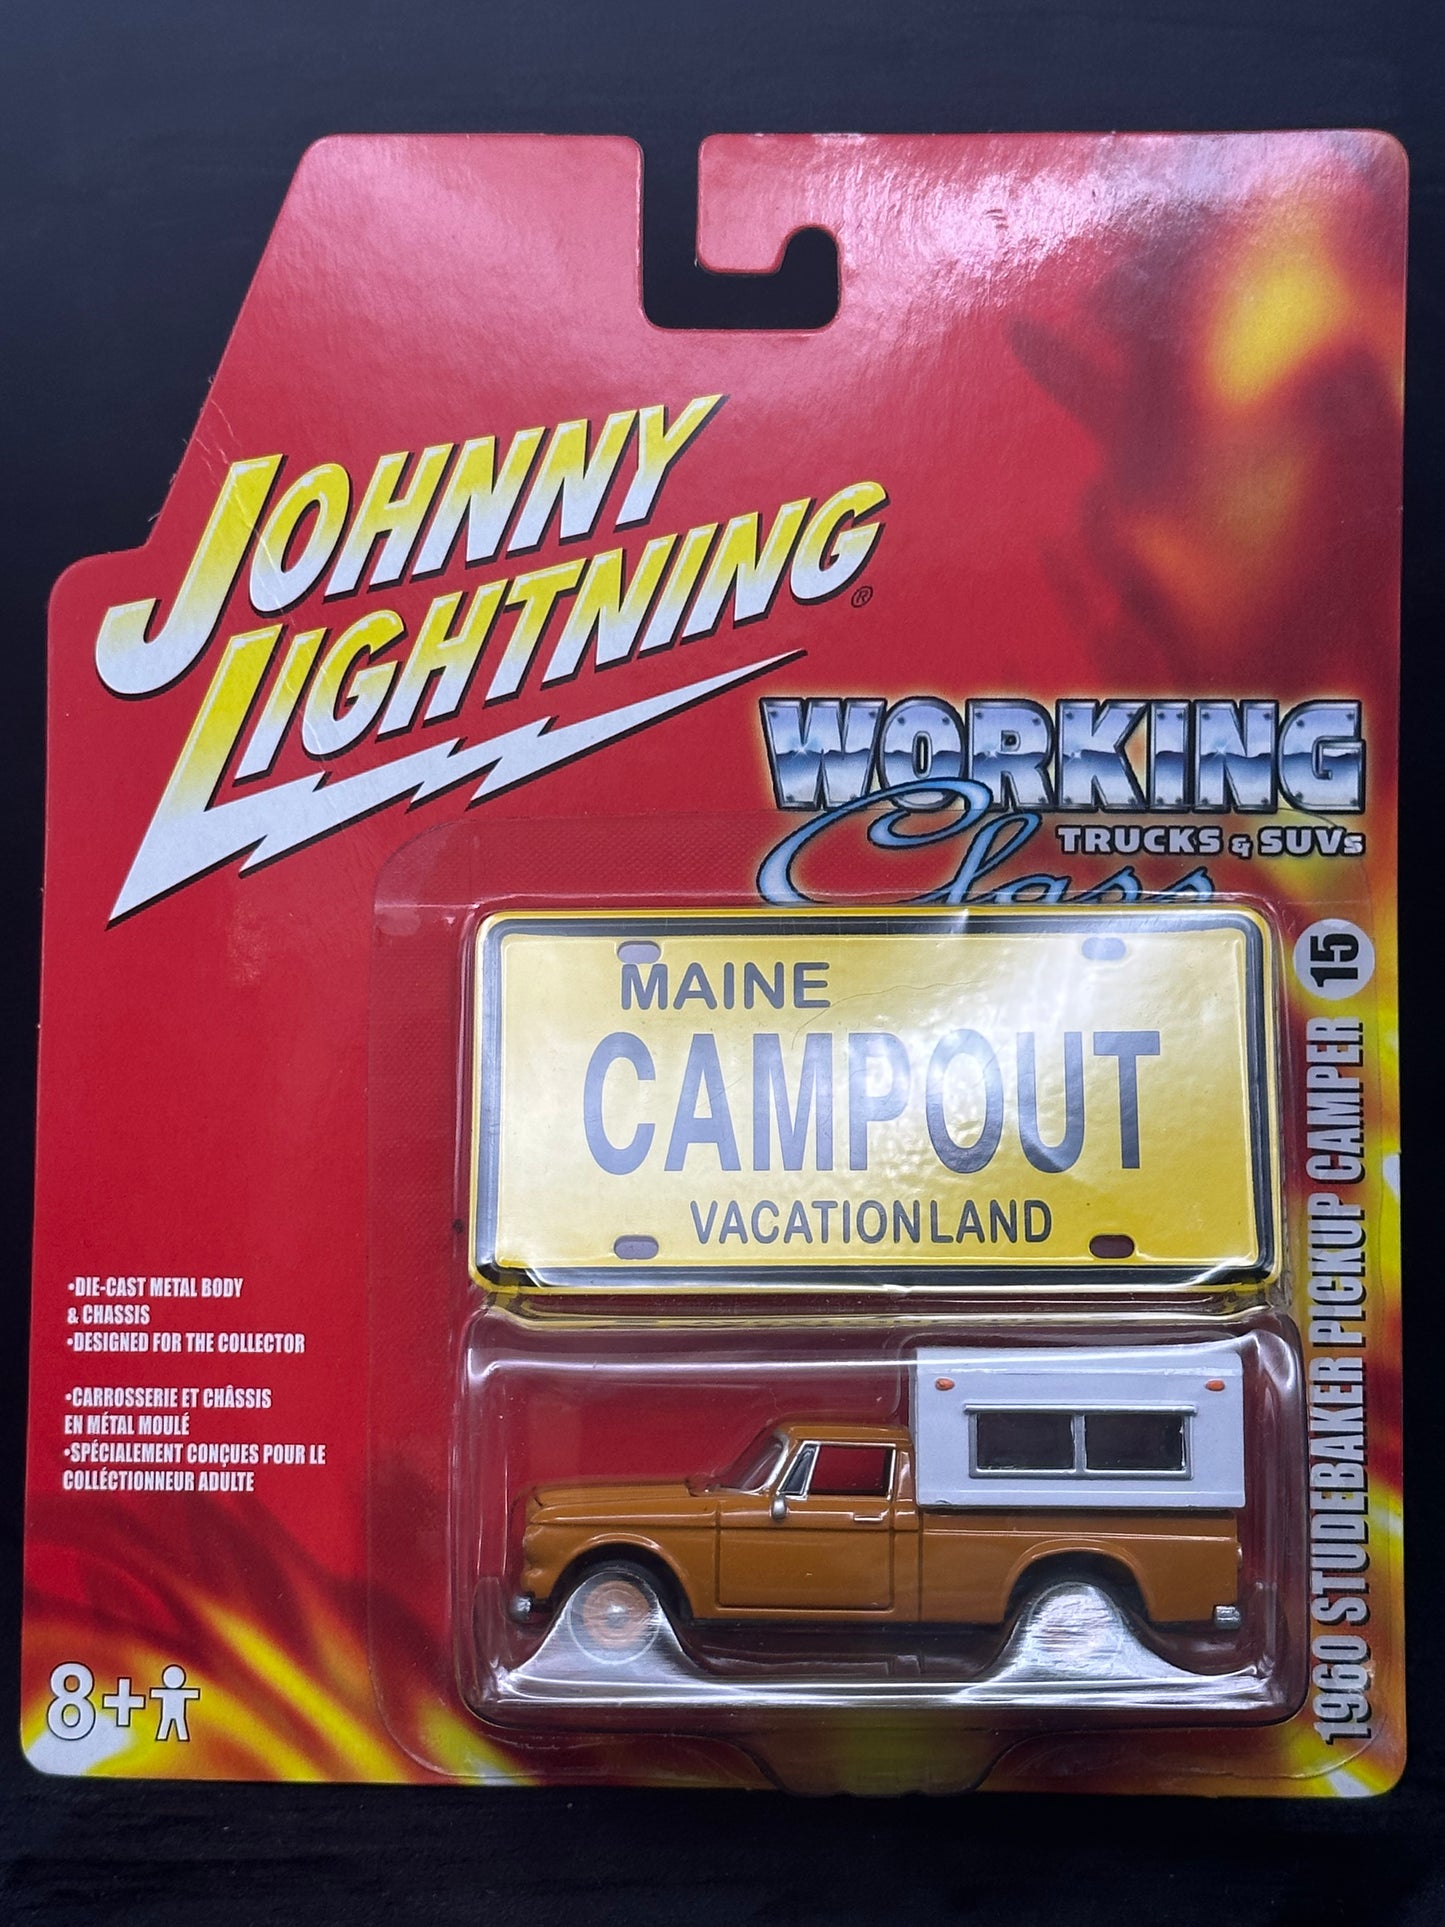 JOHNNY
LIGHTNING®
WORKING
Class
TRUCKS & SUVs
15
1960 STUDEBAKER PICKUP CAMPER
MAINE
CAMPOUT
VACATIONLAND
•DIE-CAST METAL BODY
& CHASSIS
•DESIGNED FOR THE COLLECTOR
•CARROSSERIE ET CHÂSSIS
EN MÉTAL MOULÉ
•SPÉCIALEMENT CONÇUES POUR LE
COLLÉCTIONNEUR ADULTE
8+